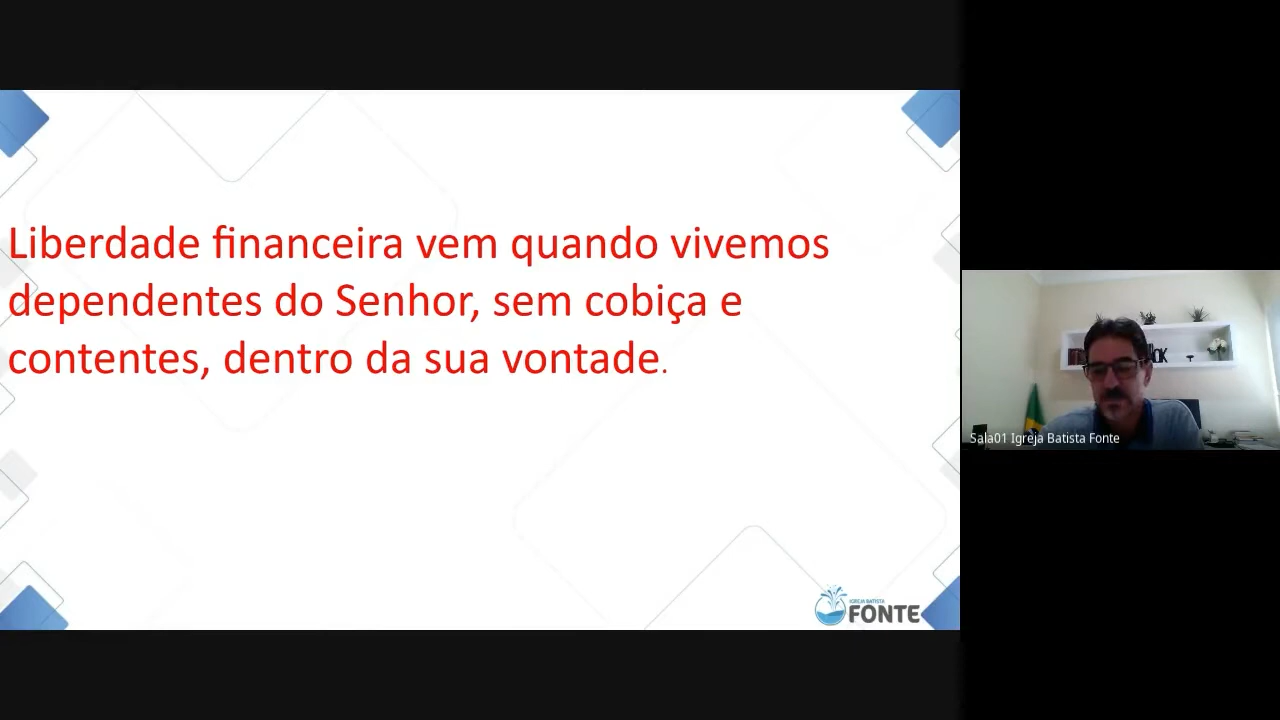 Liberdade financeira vem quando vivemos
dependentes do Senhor, sem cobiça e
contentes, dentro da sua vontade.
IGREJA BATISTA
FONTE
Sala01 Igreja Batista Fonte